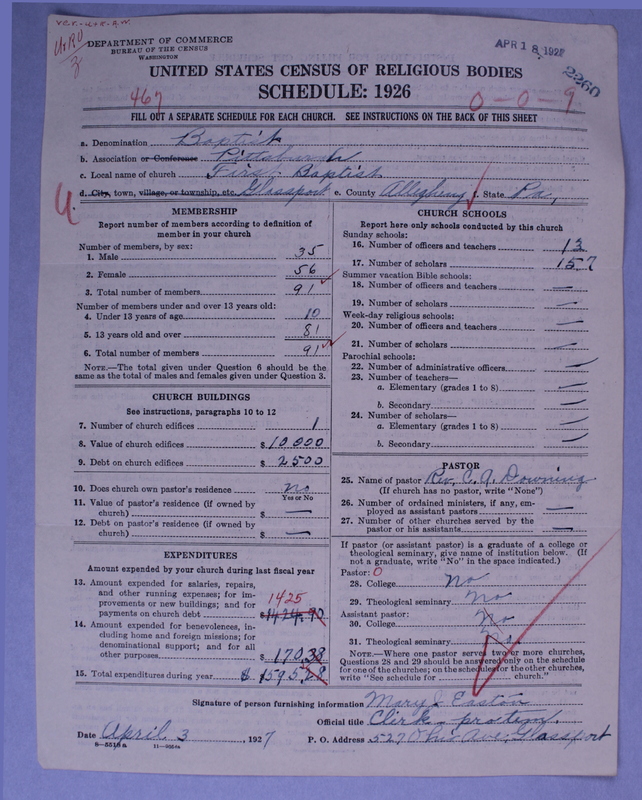 DEPARTMENT OF COMMERCE
BUREAU OF THE CENSUS
WASHINGTON
APR 18 1927
2260
UNITED STATES CENSUS OF RELIGIOUS BODIES
SCHEDULE: 1926
467
0-0-9
FILL OUT A SEPARATE SCHEDULE FOR EACH CHURCH. SEE INSTRUCTIONS ON THE BACK OF THIS SHEET
a. Denomination Baptist
b. Association or Conference Pittsburgh
c. Local name of church First Baptist
d. City, town, village, or township, etc. Glassport e. County Allegheny f. State Pa,
MEMBERSHIP
Report number of members according to definition of
member in your church
Number of members, by sex:
1. Male 35
2. Female 56
3. Total number of members 91
Number of members under and over 13 years old:
4. Under 13 years of age 10
5. 13 years old and over 81
6. Total number of members 91
NOTE.—The total given under Question 6 should be the
same as the total of males and females given under Question 3.
CHURCH BUILDINGS
See instructions, paragraphs 10 to 12
7. Number of church edifices 1
8. Value of church edifices $ 10,000
9. Debt on church edifices $ 2500
10. Does church own pastor's residence no
Yes or No
11. Value of pastor's residence (if owned by
church) $ —
12. Debt on pastor's residence (if owned by
church) $ —
EXPENDITURES
Amount expended by your church during last fiscal year
13. Amount expended for salaries, repairs,
and other running expenses; for im-
provements or new buildings; and for
payments on church debt 1425 $1424.90
14. Amount expended for benevolences, in-
cluding home and foreign missions; for
denominational support; and for all
other purposes $ 170.38
15. Total expenditures during year $ 1595.28
CHURCH SCHOOLS
Report here only schools conducted by this church
Sunday schools:
16. Number of officers and teachers 13
17. Number of scholars 157
Summer vacation Bible schools:
18. Number of officers and teachers —
19. Number of scholars —
Week-day religious schools:
20. Number of officers and teachers —
21. Number of scholars —
Parochial schools:
22. Number of administrative officers —
23. Number of teachers—
a. Elementary (grades 1 to 8) —
b. Secondary —
24. Number of scholars—
a. Elementary (grades 1 to 8) —
b. Secondary —
PASTOR
25. Name of pastor Rev. C. A. Downing
(If church has no pastor, write "None")
26. Number of ordained ministers, if any, em-
ployed as assistant pastors —
27. Number of other churches served by the
pastor or his assistants —
If pastor (or assistant pastor) is a graduate of a college or
theological seminary, give name of institution below. (If
not a graduate, write "No" in the space indicated.)
Pastor: 0
28. College no
29. Theological seminary no
Assistant pastor:
30. College no
31. Theological seminary no
NOTE.—Where one pastor serves two or more churches,
Questions 28 and 29 should be answered only on the schedule
for one of the churches; on the schedules for the other churches,
write "See schedule for church."
Signature of person furnishing information Mary J. Easton
Official title Clerk - protem.
Date April 3, 1927 P. O. Address 527 Ohio Ave, Glassport